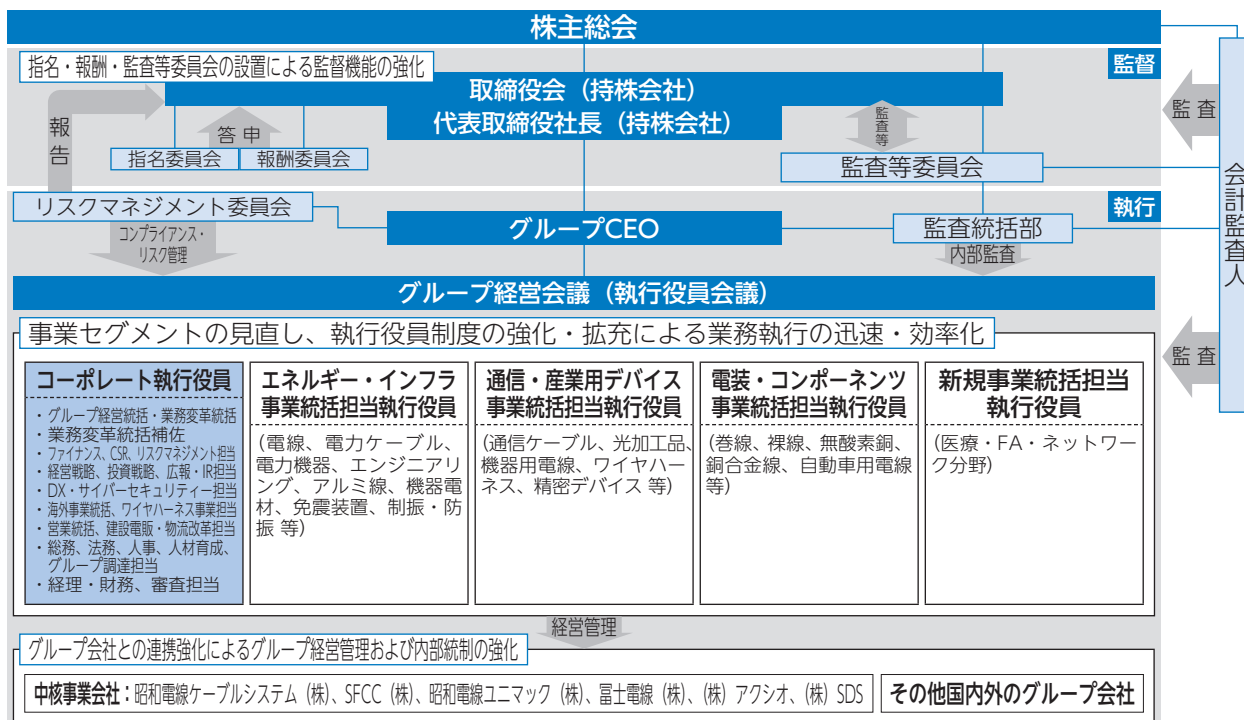 株主総会
指名・報酬・監査等委員会の設置による監督機能の強化
監督
取締役会（持株会社）
代表取締役社長（持株会社）
報告
答申
監査等
監査
指名委員会
報酬委員会
監査等委員会
会計監査人
リスクマネジメント委員会
執行
グループCEO
監査統括部
コンプライアンス・
リスク管理
内部監査
グループ経営会議（執行役員会議）
事業セグメントの見直し、執行役員制度の強化・拡充による業務執行の迅速・効率化
監査
コーポレート執行役員
・グループ経営統括・業務変革統括
・業務変革統括補佐
・ファイナンス、CSR、リスクマネジメント担当
・経営戦略、投資戦略、広報・IR担当
・DX・サイバーセキュリティー担当
・海外事業統括、ワイヤハーネス事業担当
・営業統括、建設電販・物流改革担当
・総務、法務、人事、人材育成、
グループ調達担当
・経理・財務、審査担当
エネルギー・インフラ
事業統括担当執行役員
（電線、電力ケーブル、
電力機器、エンジニアリ
ング、アルミ線、機器電
材、免震装置、制振・防
振 等）
通信・産業用デバイス
事業統括担当執行役員
（通信ケーブル、光加工品、
機器用電線、ワイヤハー
ネス、精密デバイス 等）
電装・コンポーネンツ
事業統括担当執行役員
（巻線、裸線、無酸素銅、
銅合金線、自動車用電線
等）
新規事業統括担当
執行役員
（医療・FA・ネットワー
ク分野）
経営管理
グループ会社との連携強化によるグループ経営管理および内部統制の強化
中核事業会社：昭和電線ケーブルシステム（株）、SFCC（株）、昭和電線ユニマック（株）、冨士電線（株）、（株）アクシオ、（株）SDS
その他国内外のグループ会社